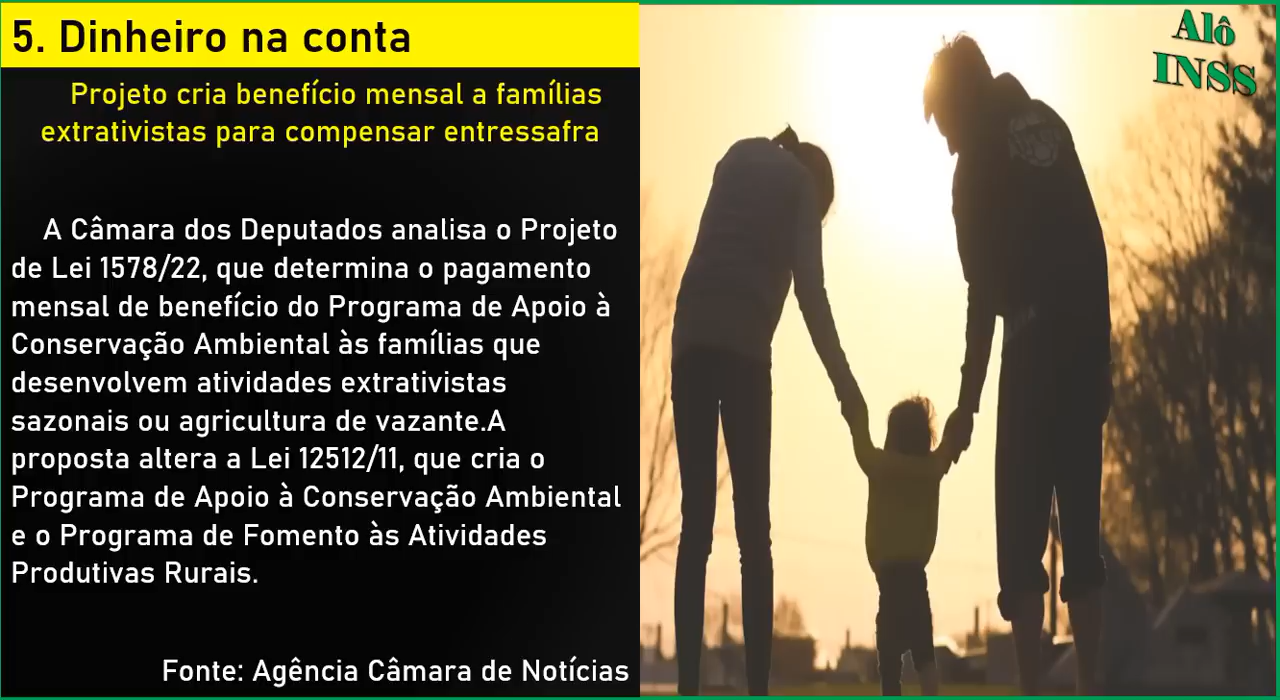 5. Dinheiro na conta
Projeto cria benefício mensal a famílias
extrativistas para compensar entressafra
A Câmara dos Deputados analisa o Projeto
de Lei 1578/22, que determina o pagamento
mensal de benefício do Programa de Apoio à
Conservação Ambiental às famílias que
desenvolvem atividades extrativistas
sazonais ou agricultura de vazante.A
proposta altera a Lei 12512/11, que cria o
Programa de Apoio à Conservação Ambiental
e o Programa de Fomento às Atividades
Produtivas Rurais.
Fonte: Agência Câmara de Notícias
Alô
INSS